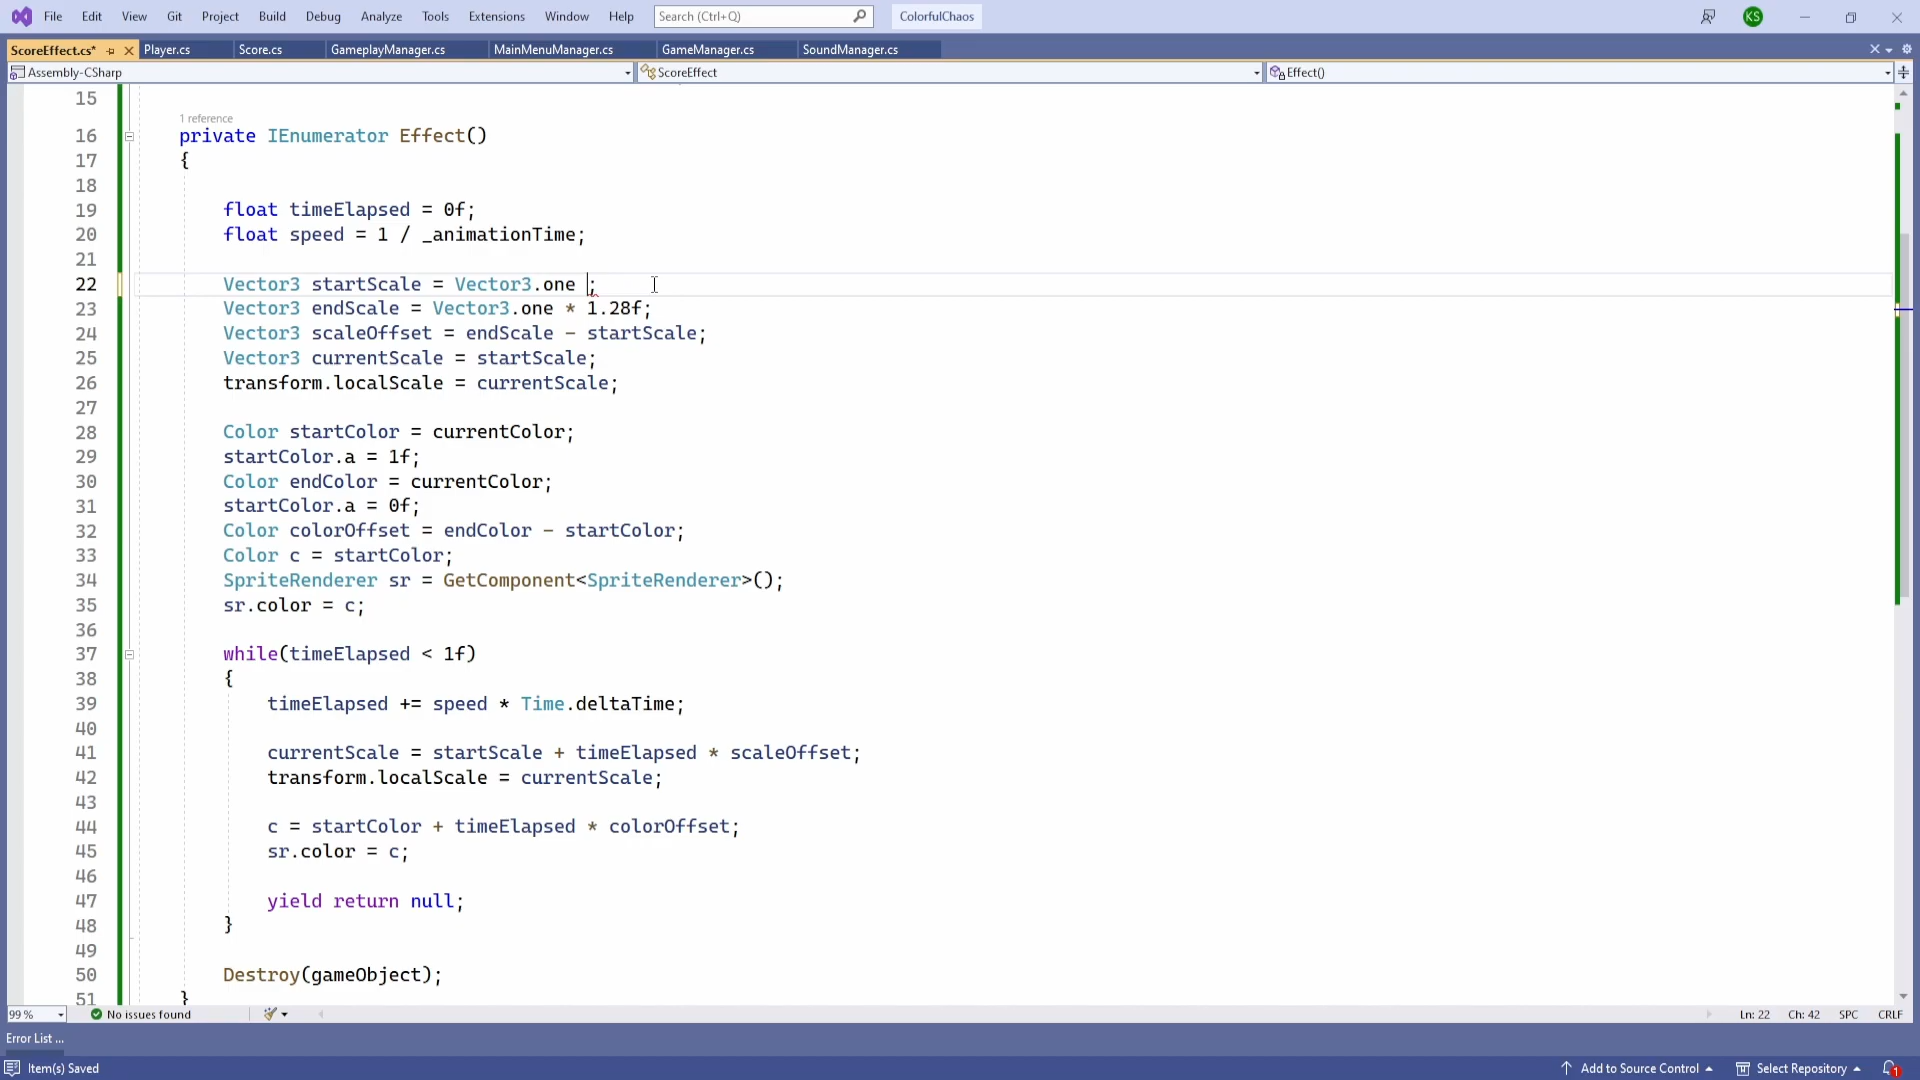 File Edit View Git Project Build Debug Analyze Tools Extensions Window Help Search (Ctrl+Q) ColorfulChaos KS
ScoreEffect.cs* Player.cs Score.cs GameplayManager.cs MainMenuManager.cs GameManager.cs SoundManager.cs
Assembly-CSharp ScoreEffect Effect()
15
1 reference
16 private IEnumerator Effect()
17 {
18
19 float timeElapsed = 0f;
20 float speed = 1 / _animationTime;
21
22 Vector3 startScale = Vector3.one ;
23 Vector3 endScale = Vector3.one * 1.28f;
24 Vector3 scaleOffset = endScale - startScale;
25 Vector3 currentScale = startScale;
26 transform.localScale = currentScale;
27
28 Color startColor = currentColor;
29 startColor.a = 1f;
30 Color endColor = currentColor;
31 startColor.a = 0f;
32 Color colorOffset = endColor - startColor;
33 Color c = startColor;
34 SpriteRenderer sr = GetComponent<SpriteRenderer>();
35 sr.color = c;
36
37 while(timeElapsed < 1f)
38 {
39 timeElapsed += speed * Time.deltaTime;
40
41 currentScale = startScale + timeElapsed * scaleOffset;
42 transform.localScale = currentScale;
43
44 c = startColor + timeElapsed * colorOffset;
45 sr.color = c;
46
47 yield return null;
48 }
49
50 Destroy(gameObject);
51 }
99 % No issues found Ln: 22 Ch: 42 SPC CRLF
Error List ...
Item(s) Saved Add to Source Control Select Repository 1